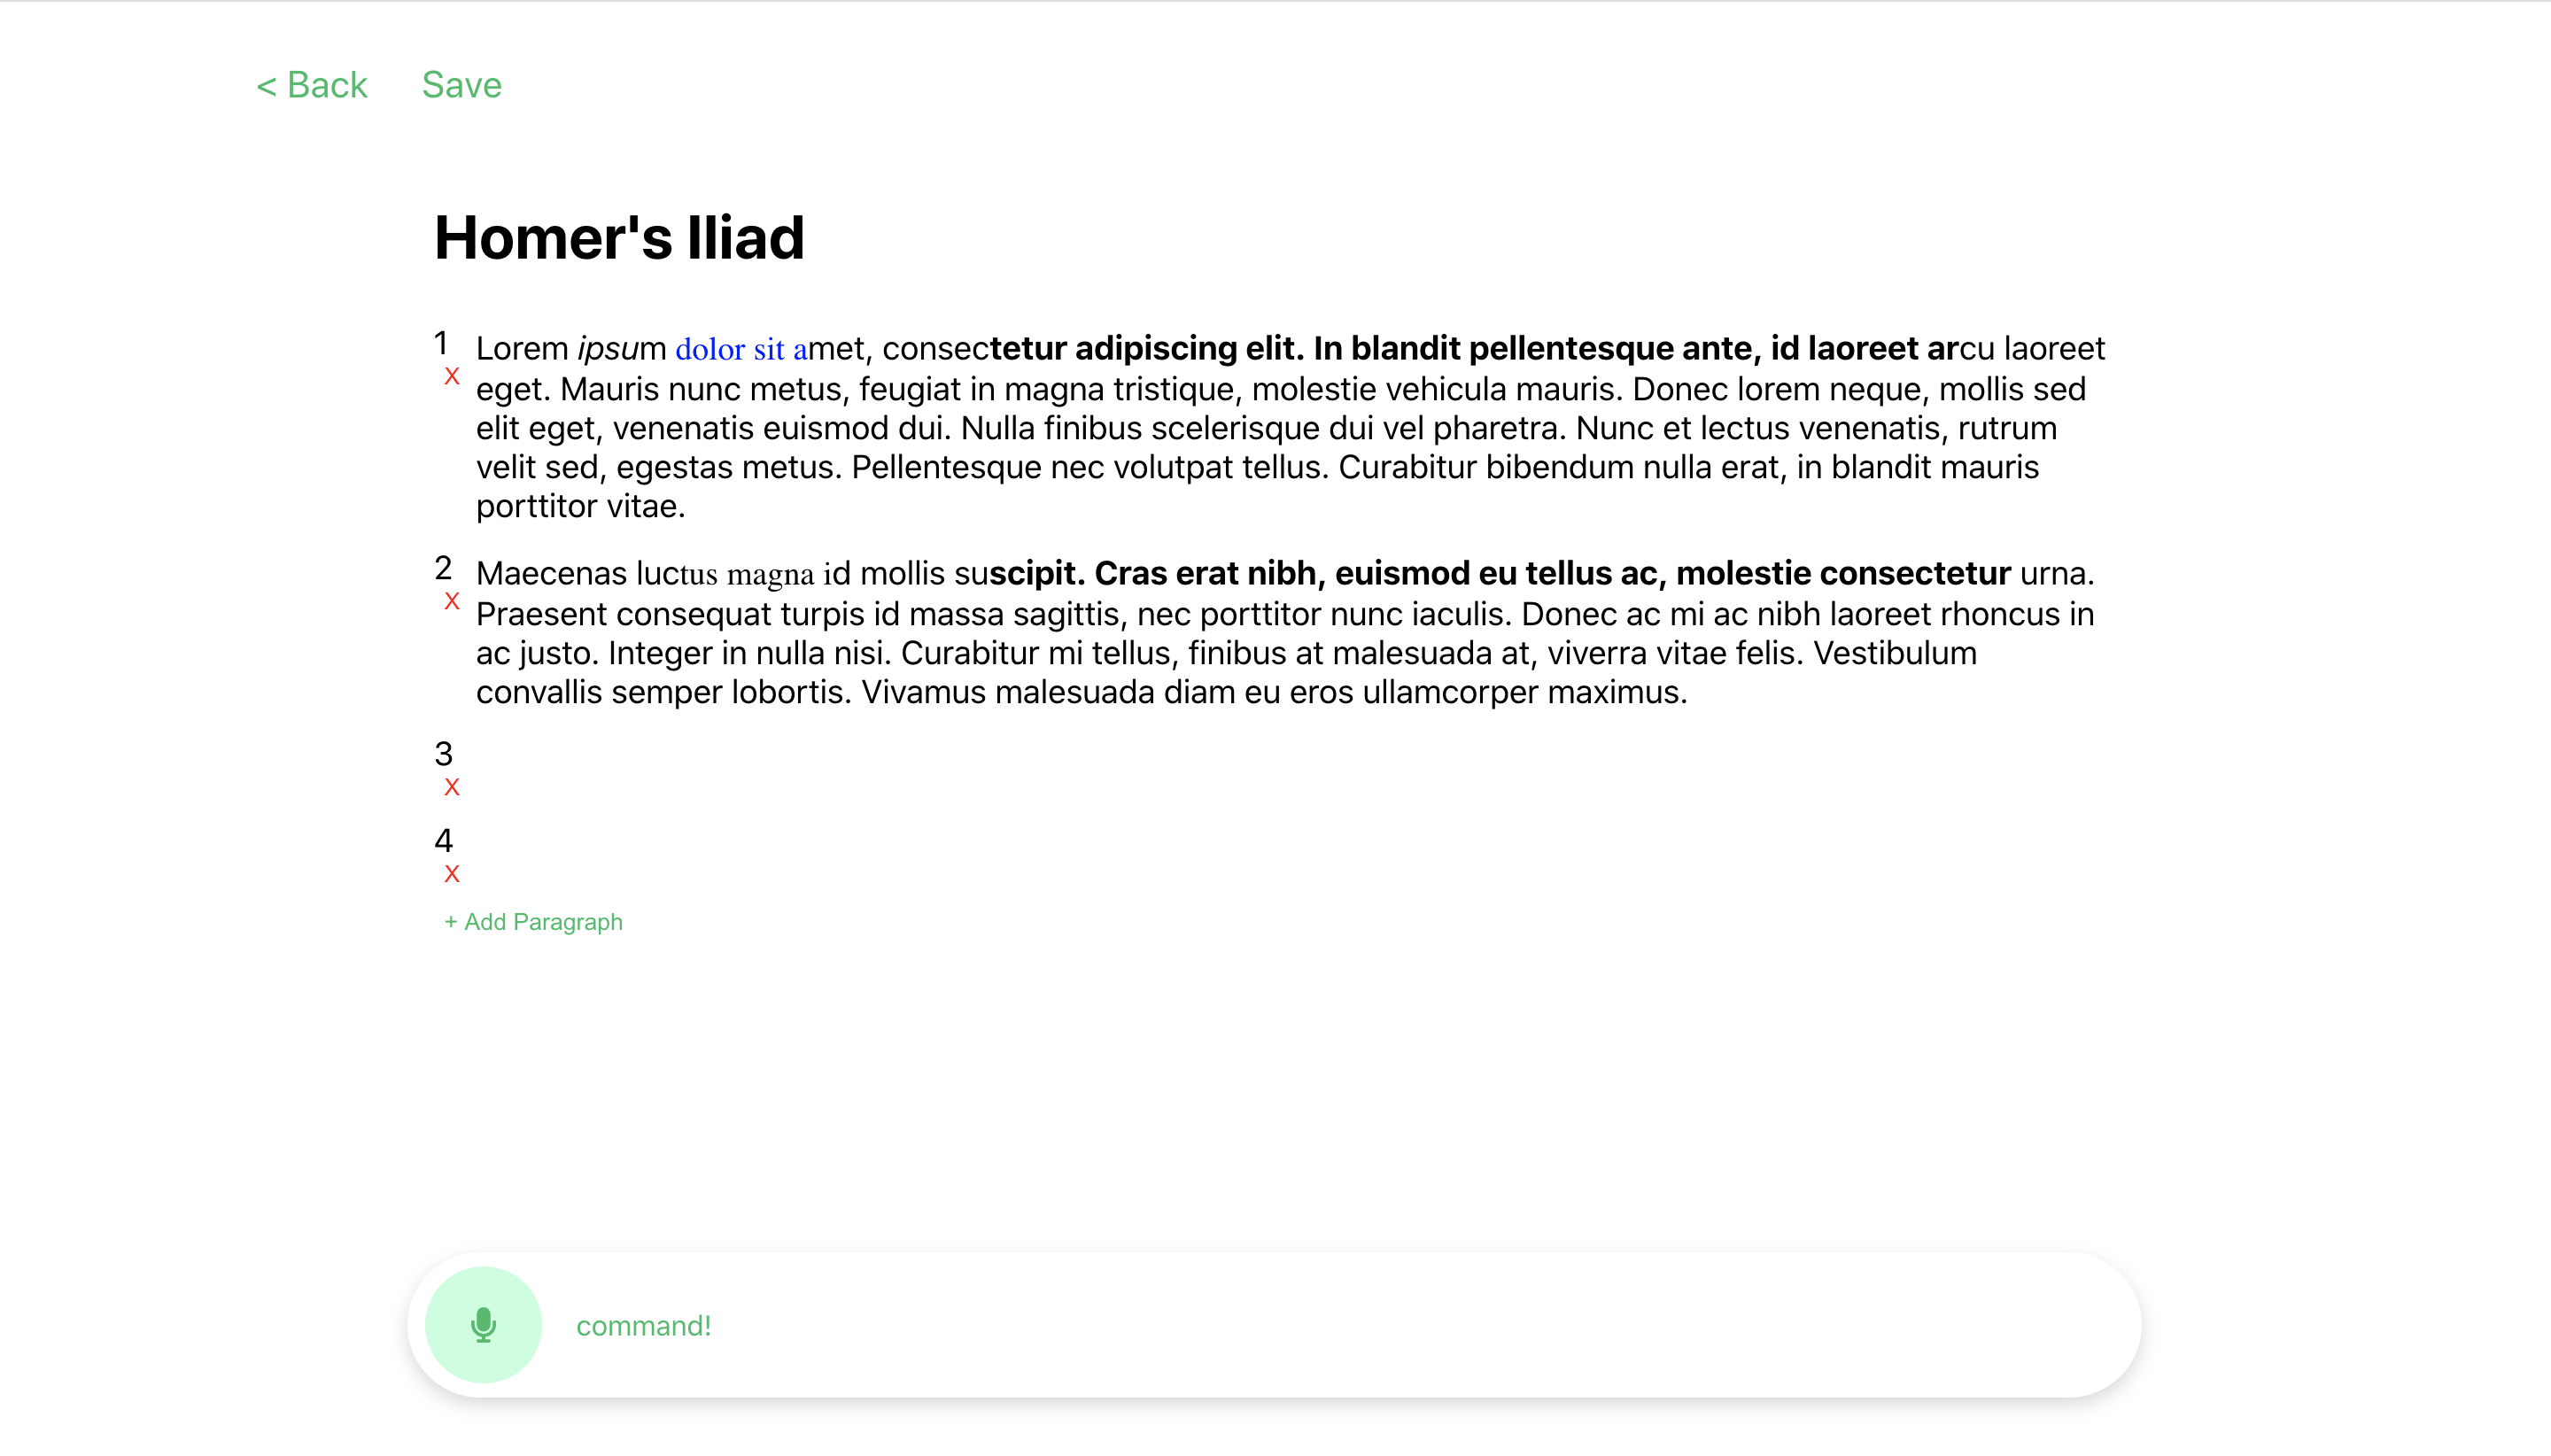 < Back Save
Homer's Iliad
1 Lorem ipsum dolor sit amet, consectetur adipiscing elit. In blandit pellentesque ante, id laoreet arcu laoreet
X eget. Mauris nunc metus, feugiat in magna tristique, molestie vehicula mauris. Donec lorem neque, mollis sed
elit eget, venenatis euismod dui. Nulla finibus scelerisque dui vel pharetra. Nunc et lectus venenatis, rutrum
velit sed, egestas metus. Pellentesque nec volutpat tellus. Curabitur bibendum nulla erat, in blandit mauris
porttitor vitae.
2 Maecenas luctus magna id mollis suscipit. Cras erat nibh, euismod eu tellus ac, molestie consectetur urna.
X Praesent consequat turpis id massa sagittis, nec porttitor nunc iaculis. Donec ac mi ac nibh laoreet rhoncus in
ac justo. Integer in nulla nisi. Curabitur mi tellus, finibus at malesuada at, viverra vitae felis. Vestibulum
convallis semper lobortis. Vivamus malesuada diam eu eros ullamcorper maximus.
3
X
4
X
+ Add Paragraph
command!